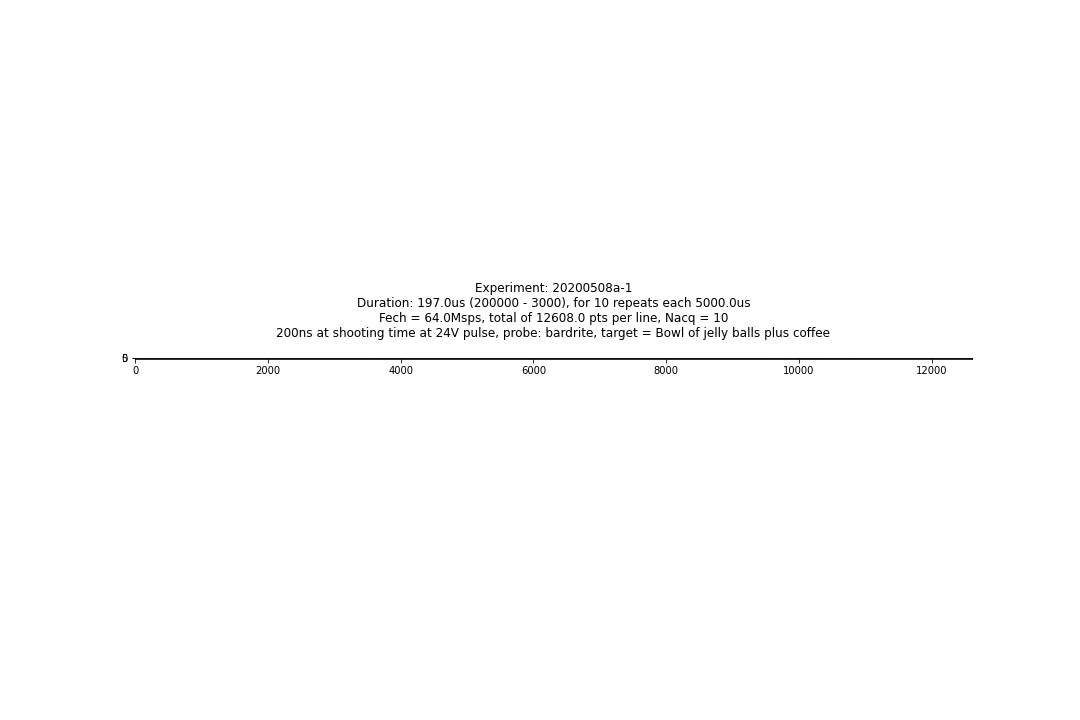 Experiment: 20200508a-1
Duration: 197.0us (200000 - 3000), for 10 repeats each 5000.0us
Fech = 64.0Msps, total of 12608.0 pts per line, Nacq = 10
200ns at shooting time at 24V pulse, probe: bardrite, target = Bowl of jelly balls plus coffee
0 2000 4000 6000 8000 10000 12000